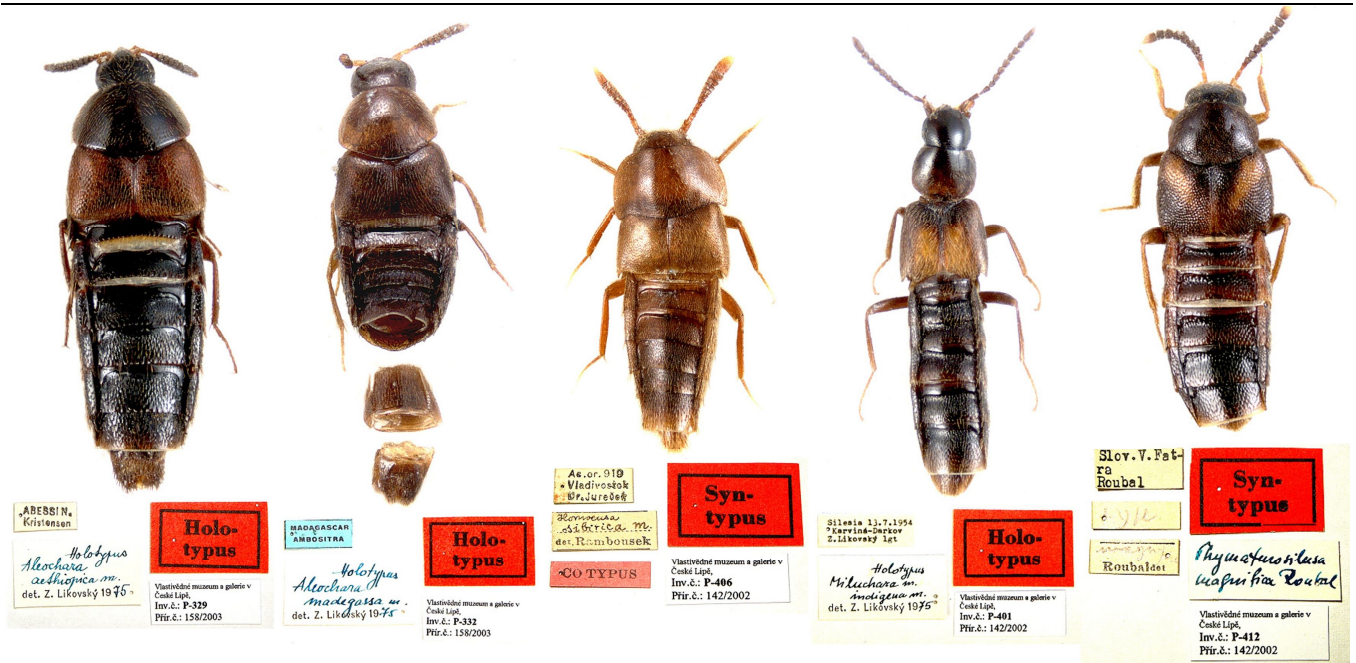 ABESSIN.
Kristensen
Holotypus
Aleochara
aethiopica m.
det. Z. Likovský 1975
Holo-
typus
Vlastivědné muzeum a galerie v
České Lípě,
Inv.č.: P-329
Přír.č.: 158/2003
MADAGASCAR
AMBOSITRA
Holotypus
Aleochara
madegassa m.
det. Z. Likovský 1975
Holo-
typus
Vlastivědné muzeum a galerie v
České Lípě,
Inv.č.: P-332
Přír.č.: 158/2003
As.or. 910
Vladivostok
Dr.Jureček
Homoeusa
sibirica m.
det. Rambousek
COTYPUS
Syn-
typus
Vlastivědné muzeum a galerie v
České Lípě,
Inv.č.: P-406
Přír.č.: 142/2002
Silesia 13.7.1954
Karviná-Darkov
Z.Likovský lgt
Holotypus
Miluchara m.
indigena m.
det. Z. Likovský 1975
Holo-
typus
Vlastivědné muzeum a galerie v
České Lípě,
Inv.č.: P-401
Přír.č.: 142/2002
Slov.V.Fat-
ra
Roubal
Roubal det
Syn-
typus
magnifica Roubal
Vlastivědné muzeum a galerie v
České Lípě,
Inv.č.: P-412
Přír.č.: 142/2002